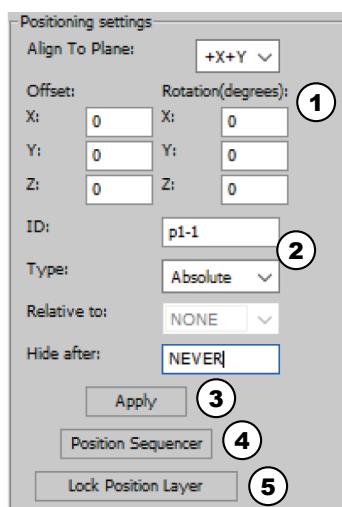 Positioning settings
Align To Plane: +X+Y
Offset: Rotation(degrees): 1
X: 0 X: 0
Y: 0 Y: 0
Z: 0 Z: 0
ID: p1-1
2
Type: Absolute
Relative to: NONE
Hide after: NEVER
Apply 3
Position Sequencer 4
Lock Position Layer 5